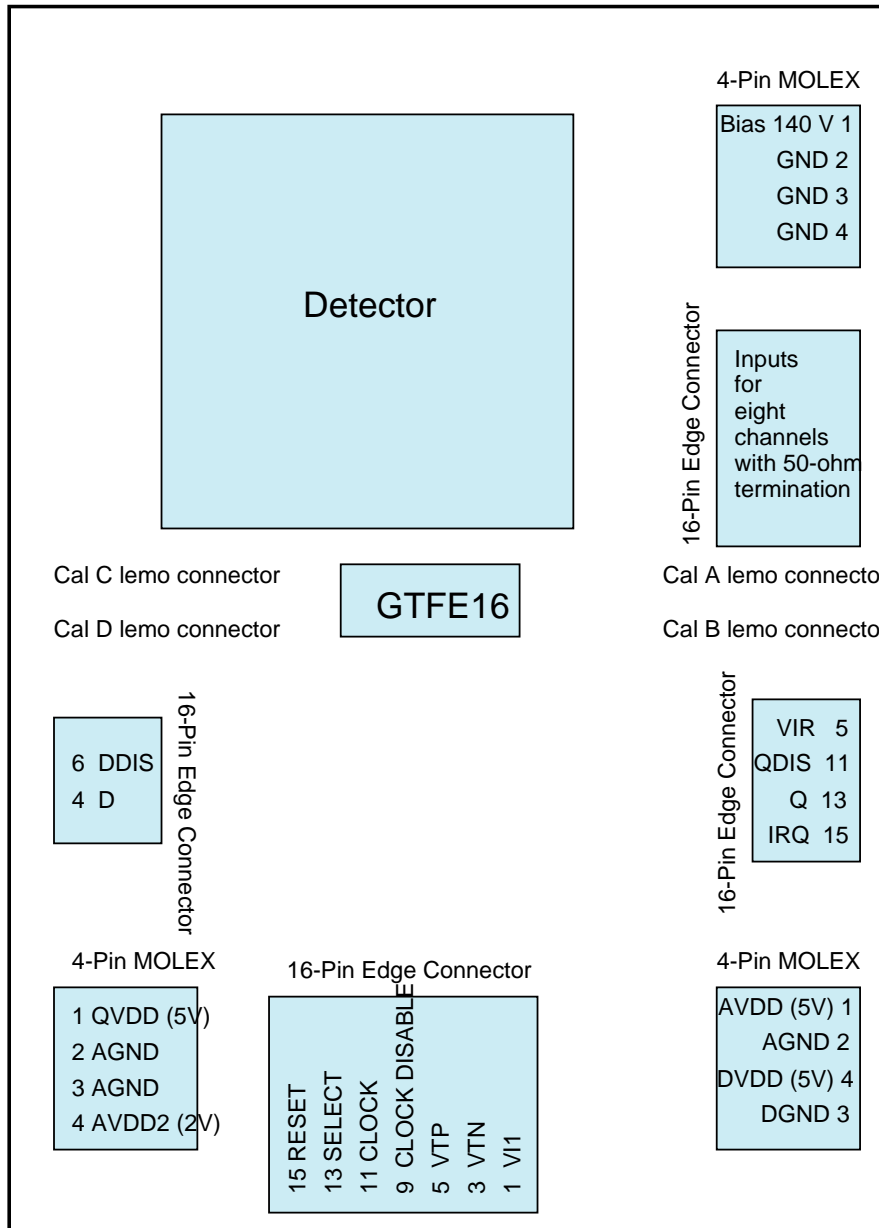 4-Pin MOLEX
Bias 140 V 1
GND 2
GND 3
GND 4
Detector
16-Pin Edge Connector
Inputs
for
eight
channels
with 50-ohm
termination
Cal C lemo connector
Cal D lemo connector
GTFE16
Cal A lemo connecto
Cal B lemo connecto
6 DDIS
4 D
16-Pin Edge Connector
16-Pin Edge Connector
VIR 5
QDIS 11
Q 13
IRQ 15
4-Pin MOLEX
1 QVDD (5V)
2 AGND
3 AGND
4 AVDD2 (2V)
16-Pin Edge Connector
15 RESET
13 SELECT
11 CLOCK
9 CLOCK DISABLE
5 VTP
3 VTN
1 VI1
4-Pin MOLEX
AVDD (5V) 1
AGND 2
DVDD (5V) 4
DGND 3